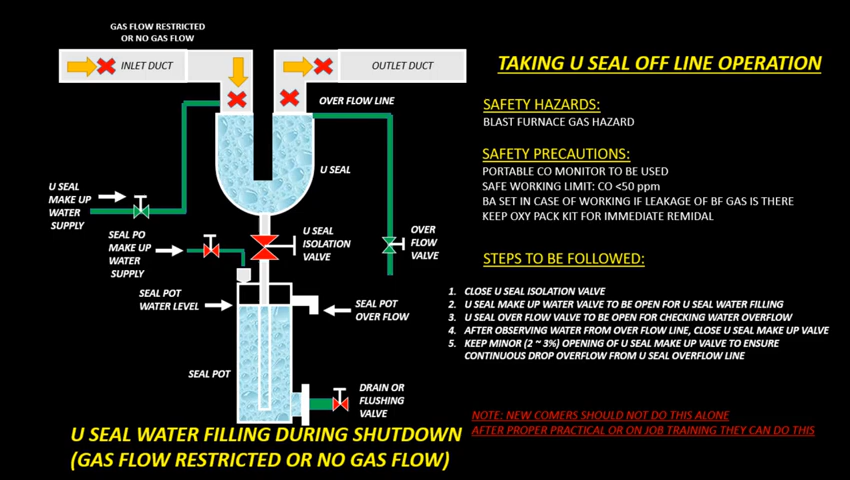 GAS FLOW RESTRICTED
OR NO GAS FLOW
INLET DUCT
OUTLET DUCT
OVER FLOW LINE
U SEAL
U SEAL
MAKE UP
WATER
SUPPLY
SEAL PO
MAKE UP
WATER
SUPPLY
U SEAL
ISOLATION
VALVE
OVER
FLOW
VALVE
SEAL POT
WATER LEVEL
SEAL POT
OVER FLOW
SEAL POT
DRAIN OR
FLUSHING
VALVE
U SEAL WATER FILLING DURING SHUTDOWN
(GAS FLOW RESTRICTED OR NO GAS FLOW)
TAKING U SEAL OFF LINE OPERATION
SAFETY HAZARDS:
BLAST FURNACE GAS HAZARD
SAFETY PRECAUTIONS:
PORTABLE CO MONITOR TO BE USED
SAFE WORKING LIMIT: CO <50 ppm
BA SET IN CASE OF WORKING IF LEAKAGE OF BF GAS IS THERE
KEEP OXY PACK KIT FOR IMMEDIATE REMIDAL
STEPS TO BE FOLLOWED:
1. CLOSE U SEAL ISOLATION VALVE
2. U SEAL MAKE UP WATER VALVE TO BE OPEN FOR U SEAL WATER FILLING
3. U SEAL OVER FLOW VALVE TO BE OPEN FOR CHECKING WATER OVERFLOW
4. AFTER OBSERVING WATER FROM OVER FLOW LINE, CLOSE U SEAL MAKE UP VALVE
5. KEEP MINOR (2 ~ 3%) OPENING OF U SEAL MAKE UP VALVE TO ENSURE
CONTINUOUS DROP OVERFLOW FROM U SEAL OVERFLOW LINE
NOTE: NEW COMERS SHOULD NOT DO THIS ALONE
AFTER PROPER PRACTICAL OR ON JOB TRAINING THEY CAN DO THIS